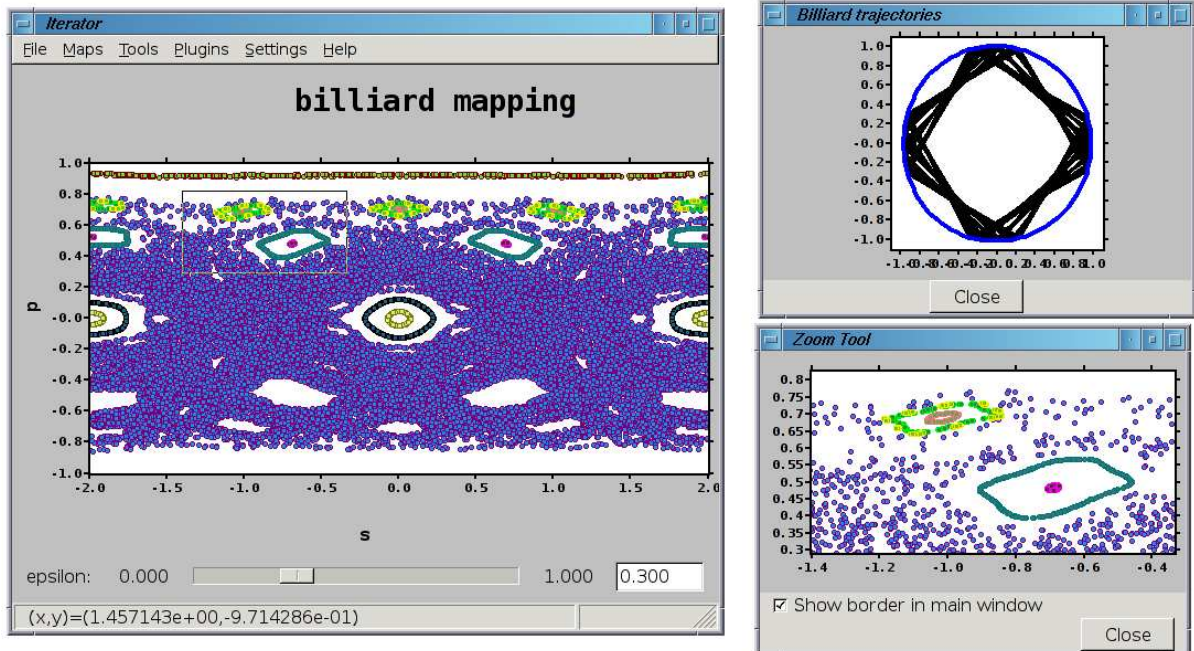 Iterator
File Maps Tools Plugins Settings Help
billiard mapping
1.0
0.8
0.6
0.4
0.2
-0.0
-0.2
-0.4
-0.6
-0.8
-1.0
p
-2.0 -1.5 -1.0 -0.5 0.0 0.5 1.0 1.5 2.0
s
epsilon: 0.000 1.000 0.300
(x,y)=(1.457143e+00,-9.714286e-01)
Billiard trajectories
1.0
0.8
0.6
0.4
0.2
-0.0
-0.2
-0.4
-0.6
-0.8
-1.0
0.0 0.2 0.8 1.0
Close
Zoom Tool
0.8
0.75
0.65
0.55
0.45
0.35
0.3
-1.4 -1.2 -1.0 -0.8 -0.6 -0.4
Show border in main window
Close